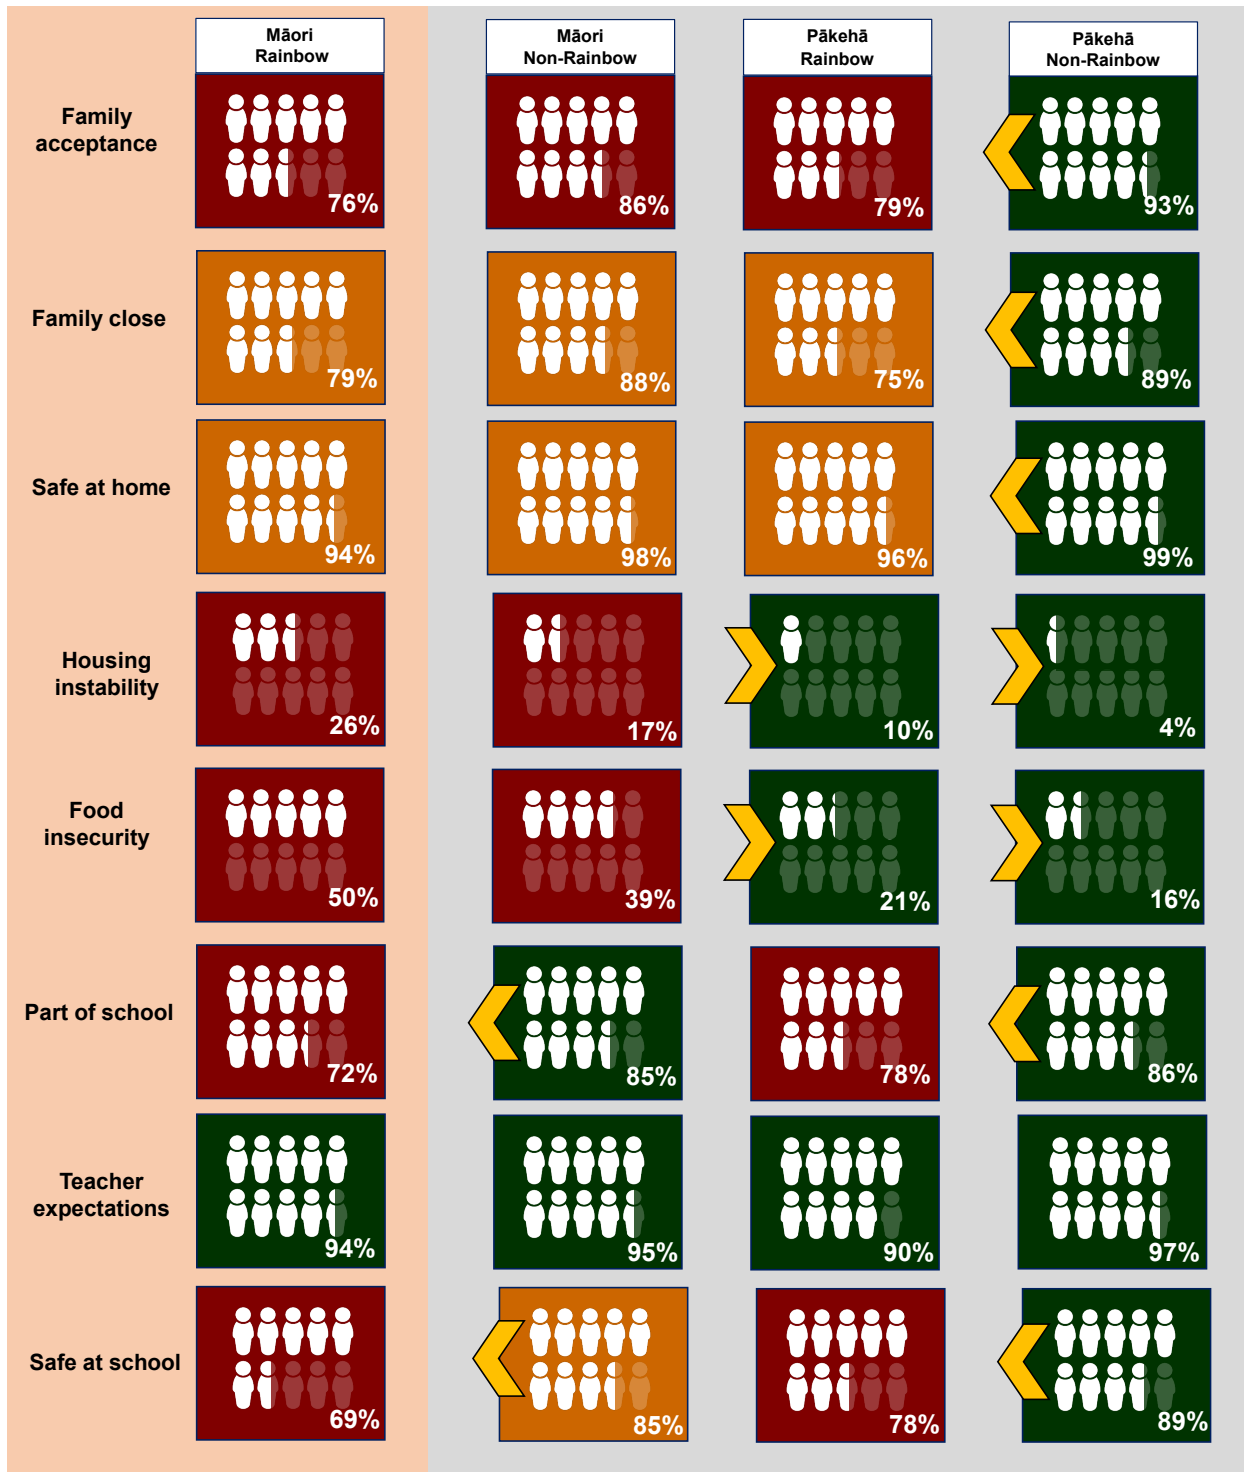 Māori
Rainbow
Māori
Non-Rainbow
Pākehā
Rainbow
Pākehā
Non-Rainbow
Family
acceptance
76%
86%
79%
93%
Family close
79%
88%
75%
89%
Safe at home
94%
98%
96%
99%
Housing
instability
26%
17%
10%
4%
Food
insecurity
50%
39%
21%
16%
Part of school
72%
85%
78%
86%
Teacher
expectations
94%
95%
90%
97%
Safe at school
69%
85%
78%
89%